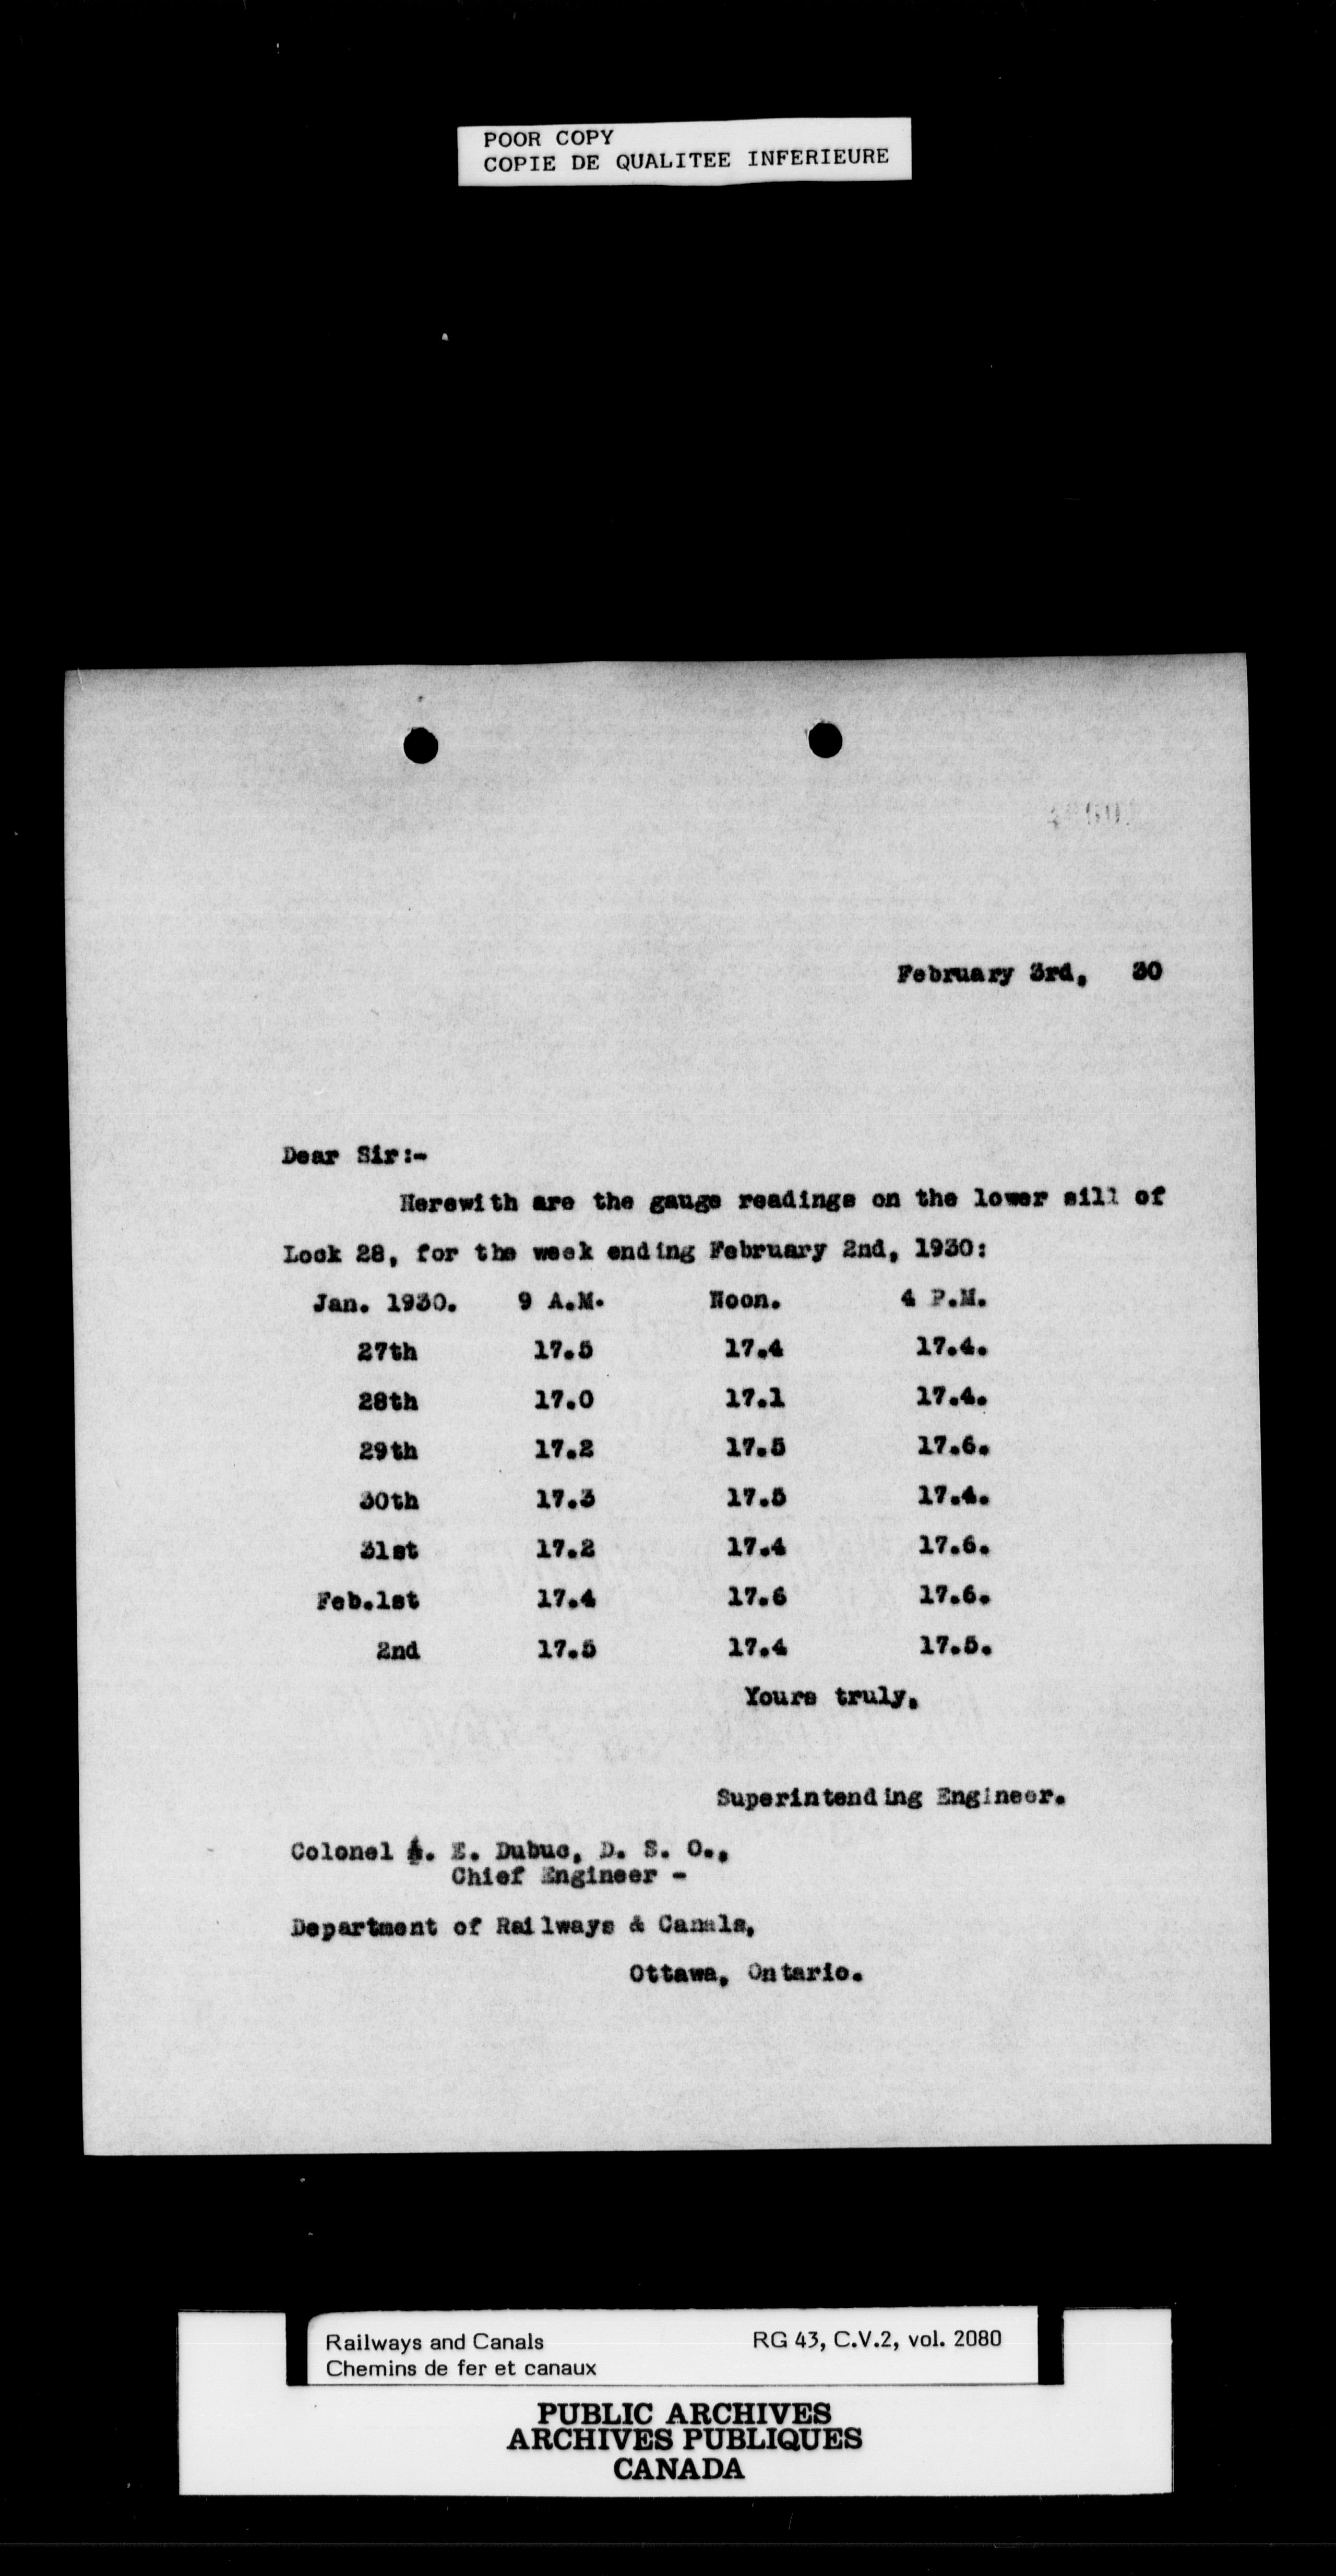 POOR COPY
COPIE DE QUALITEE INFERIEURE
February 3rd, 30
Dear Sir:-
Herewith are the gauge readings on the lower sill of
Lock 28, for the week ending February 2nd, 1930:
Jan. 1930. 9 A.M. Noon. 4 P.M.
27th 17.5 17.4 17.4.
28th 17.0 17.1 17.4.
29th 17.2 17.5 17.6.
30th 17.3 17.5 17.4.
31st 17.2 17.4 17.6.
Feb.1st 17.4 17.6 17.6.
2nd 17.5 17.4 17.5.
Yours truly,
Superintending Engineer.
Colonel A. E. Dubuc, D. S. O.,
Chief Engineer -
Department of Railways & Canals,
Ottawa, Ontario.
Railways and Canals RG 43, C.V.2, vol. 2080
Chemins de fer et canaux
PUBLIC ARCHIVES
ARCHIVES PUBLIQUES
CANADA